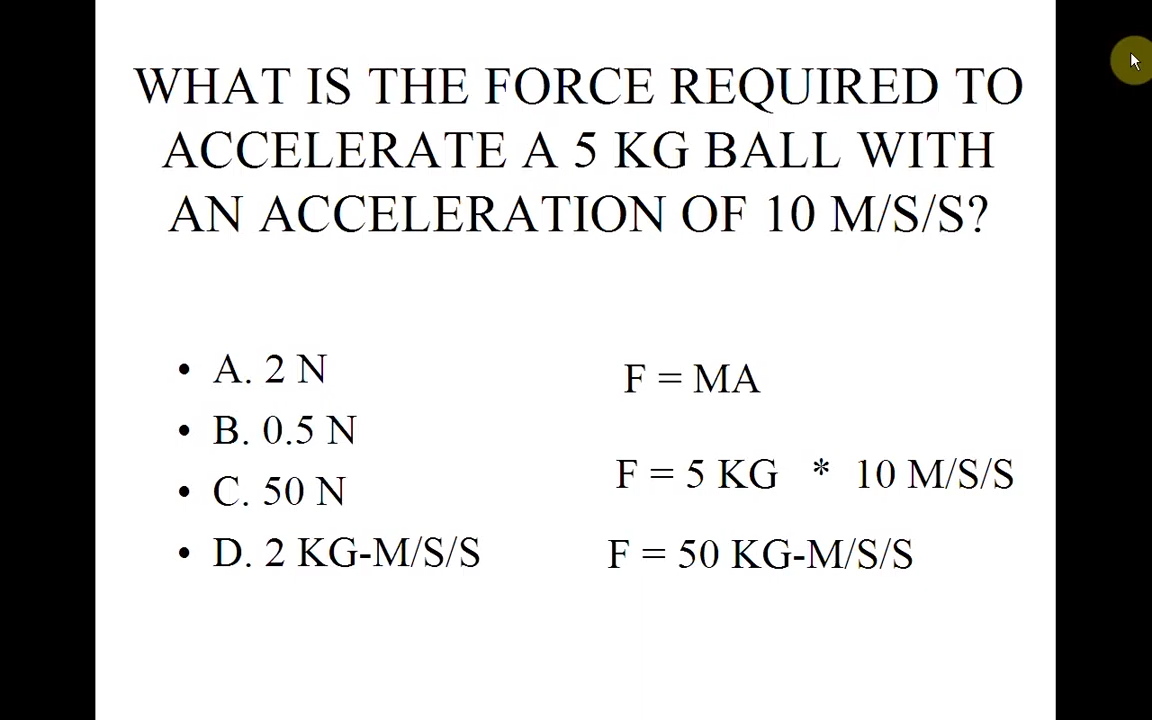 WHAT IS THE FORCE REQUIRED TO
ACCELERATE A 5 KG BALL WITH
AN ACCELERATION OF 10 M/S/S?
• A. 2 N
• B. 0.5 N
• C. 50 N
• D. 2 KG-M/S/S
F = MA
F = 5 KG * 10 M/S/S
F = 50 KG-M/S/S